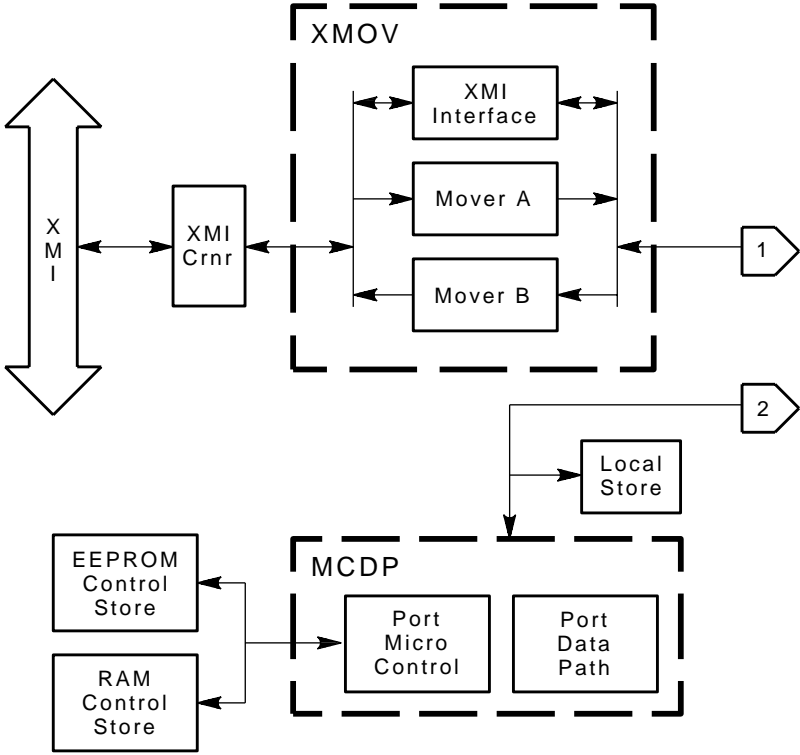 XMOV
XMI
Interface
Mover A
Mover B
X
M
I
XMI
Crnr
1
2
Local
Store
EEPROM
Control
Store
RAM
Control
Store
MCDP
Port
Micro
Control
Port
Data
Path